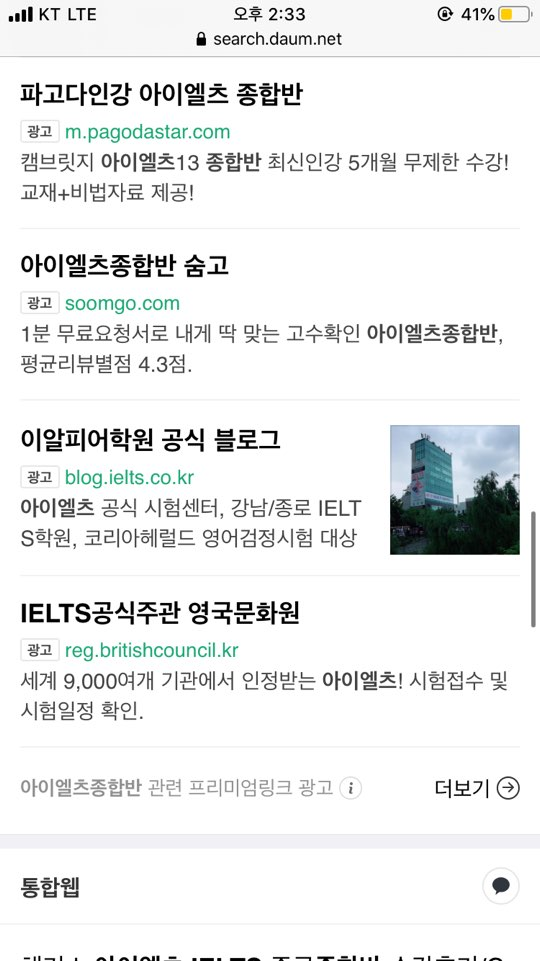 KT LTE 오후 2:33 41%
search.daum.net
파고다인강 아이엘츠 종합반
광고 m.pagodastar.com
캠브릿지 아이엘츠13 종합반 최신인강 5개월 무제한 수강!
교재+비법자료 제공!
아이엘츠종합반 숨고
광고 soomgo.com
1분 무료요청서로 내게 딱 맞는 고수확인 아이엘츠종합반,
평균리뷰별점 4.3점.
이알피어학원 공식 블로그
광고 blog.ielts.co.kr
아이엘츠 공식 시험센터, 강남/종로 IELT
S학원, 코리아헤럴드 영어검정시험 대상
IELTS공식주관 영국문화원
광고 reg.britishcouncil.kr
세계 9,000여개 기관에서 인정받는 아이엘츠! 시험접수 및
시험일정 확인.
아이엘츠종합반 관련 프리미엄링크 광고 i 더보기
통합웹